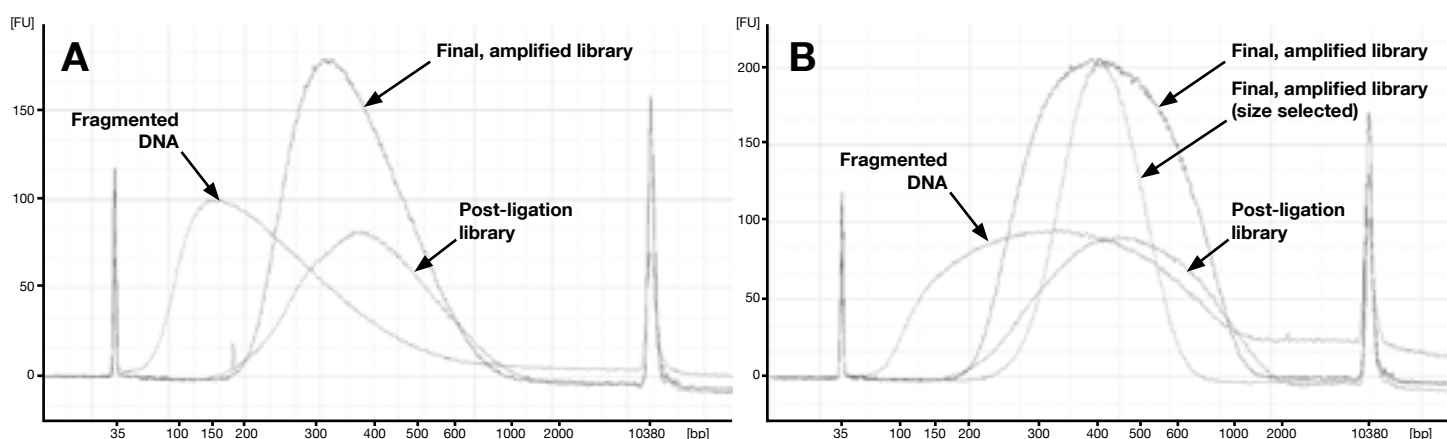 [FU]
A
Final, amplified library
Fragmented
DNA
Post-ligation
library
150
100
50
0
35 100 150 200 300 400 500 600 1000 2000 10380 [bp]
[FU]
B
Final, amplified library
Final, amplified library
(size selected)
Fragmented
DNA
Post-ligation
library
200
150
100
50
0
35 100 150 200 300 400 500 600 1000 2000 10380 [bp]